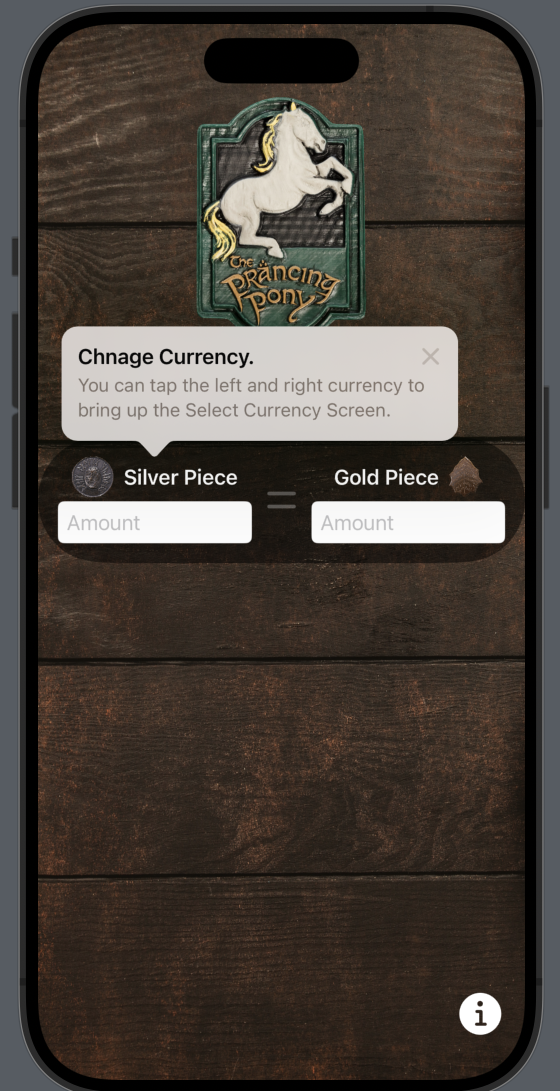 The
Prancing
Pony
Chnage Currency.
You can tap the left and right currency to
bring up the Select Currency Screen.
Silver Piece
Gold Piece
Amount
=
Amount
i